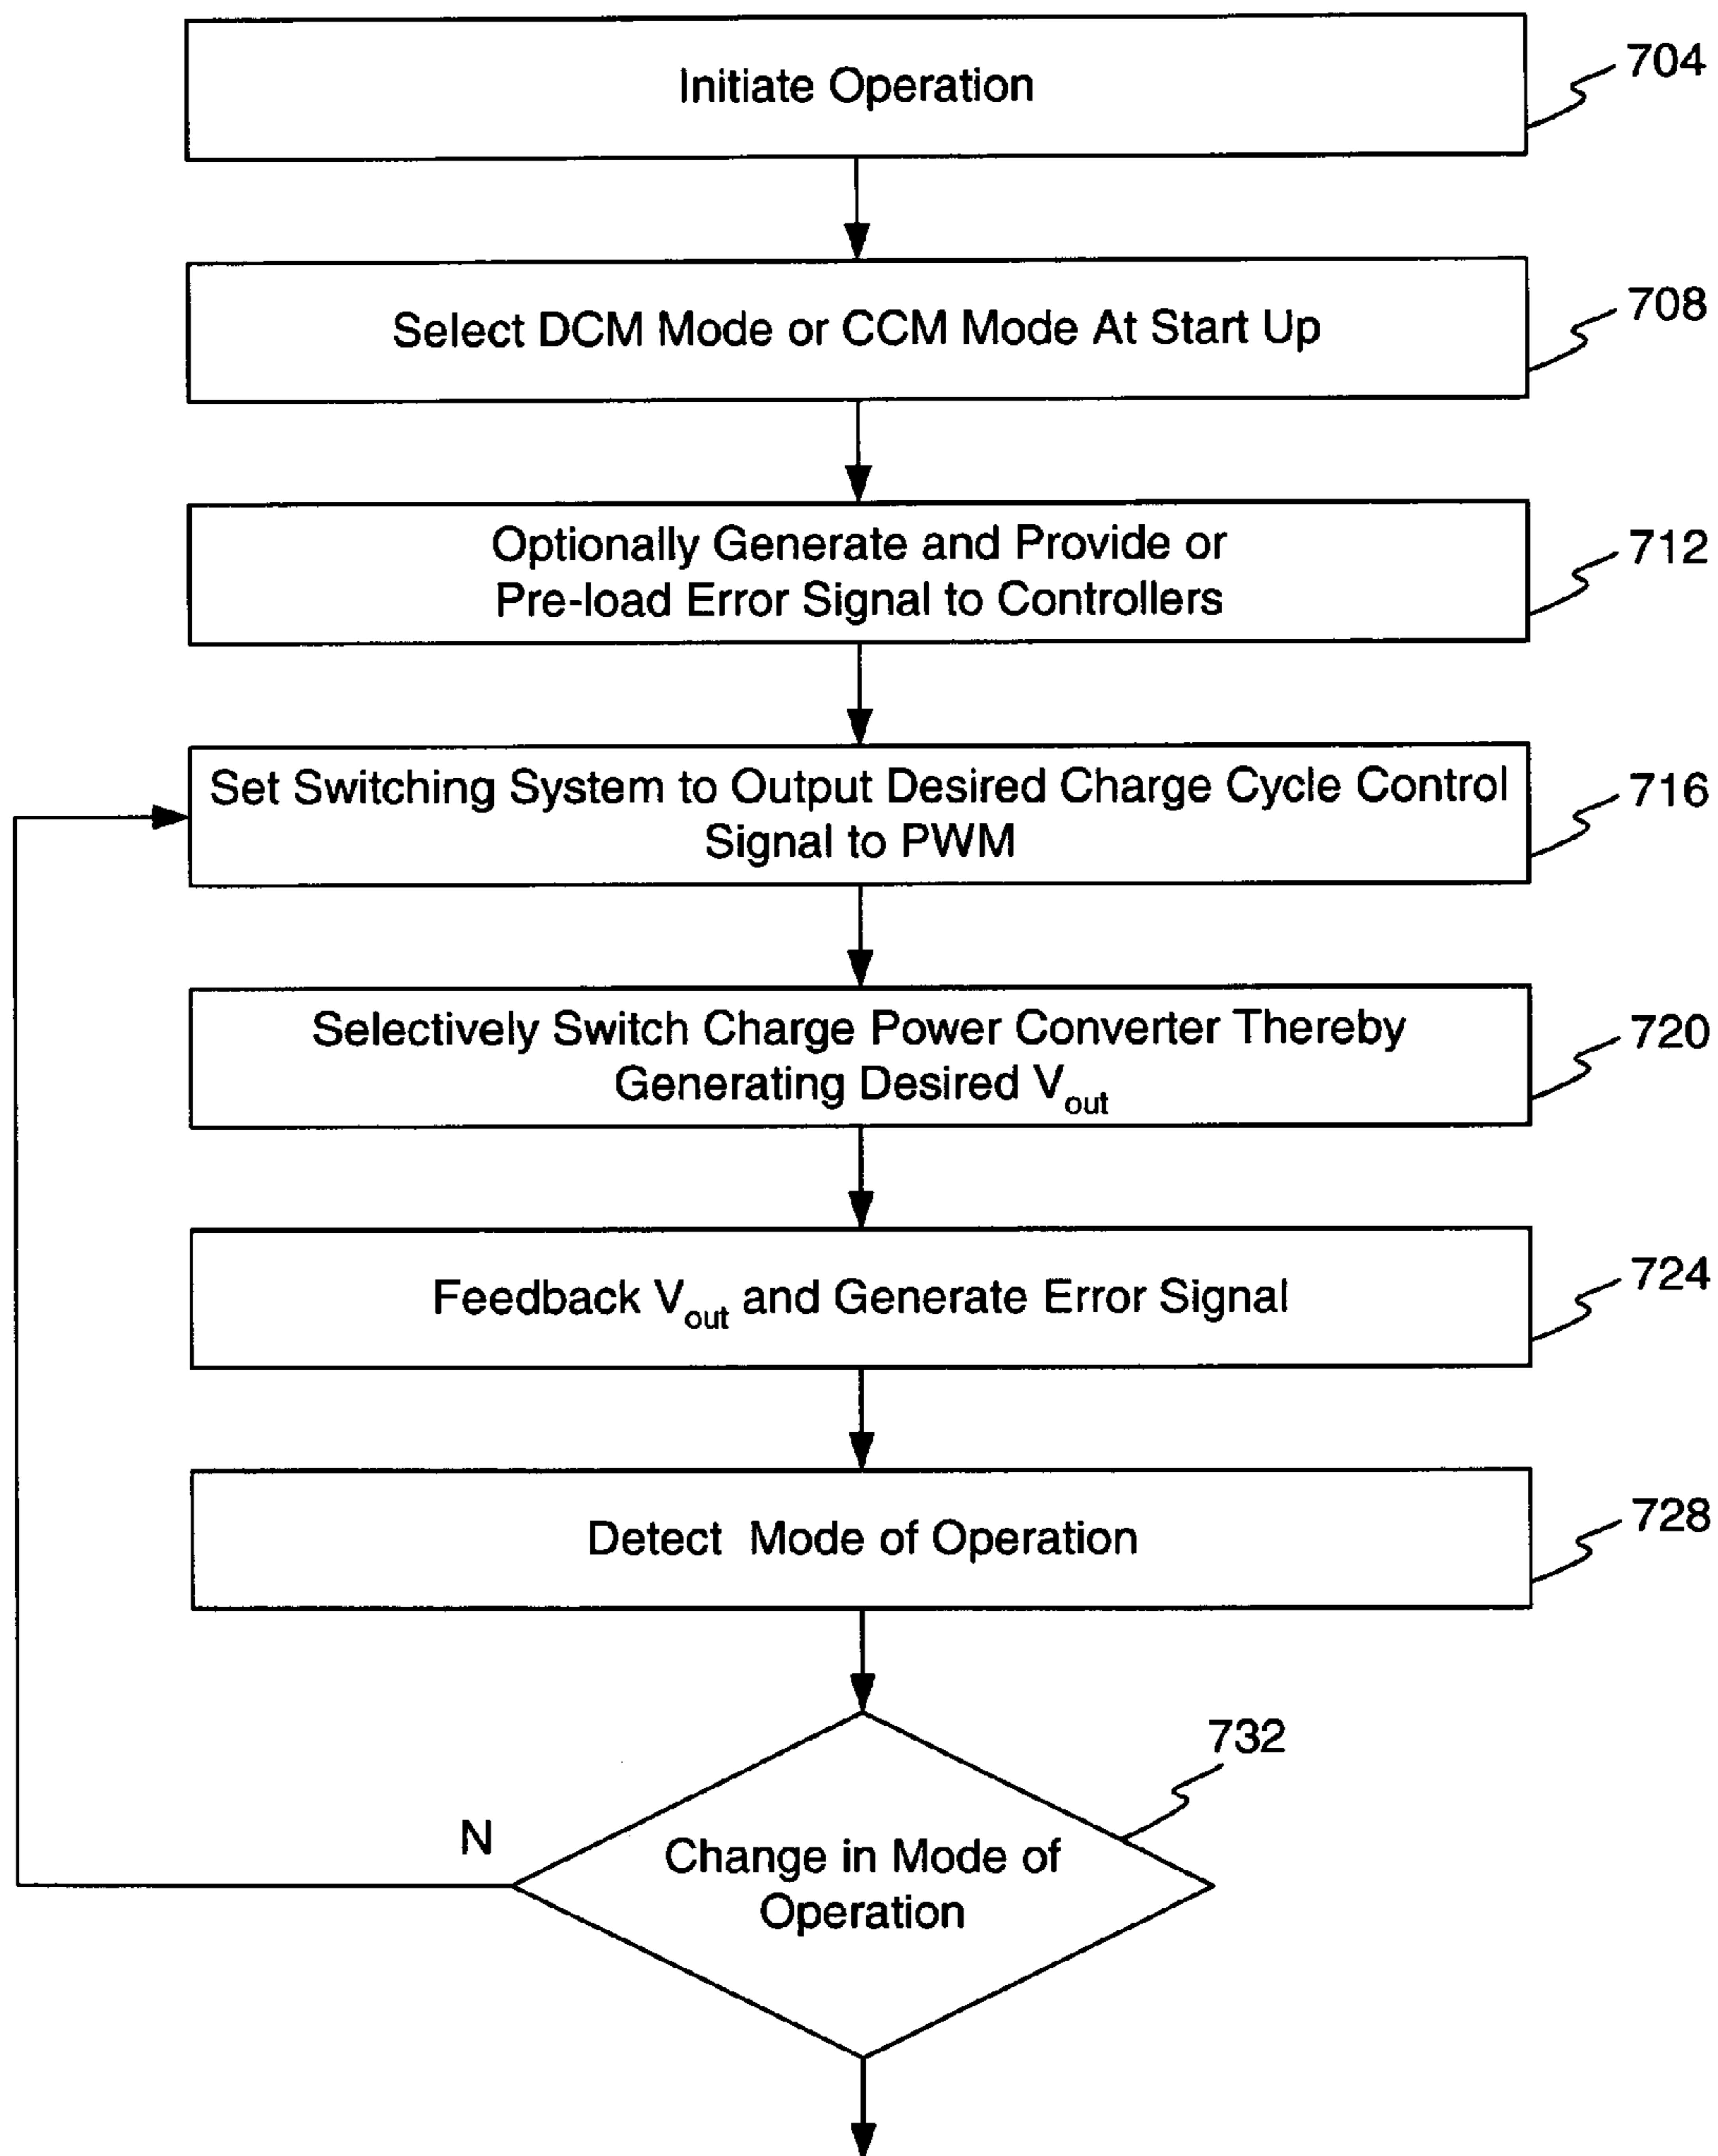 Initiate Operation
704
Select DCM Mode or CCM Mode At Start Up
708
Optionally Generate and Provide or
Pre-load Error Signal to Controllers
712
Set Switching System to Output Desired Charge Cycle Control
Signal to PWM
716
Selectively Switch Charge Power Converter Thereby
Generating Desired Vout
720
Feedback Vout and Generate Error Signal
724
Detect Mode of Operation
728
732
N
Change in Mode of
Operation